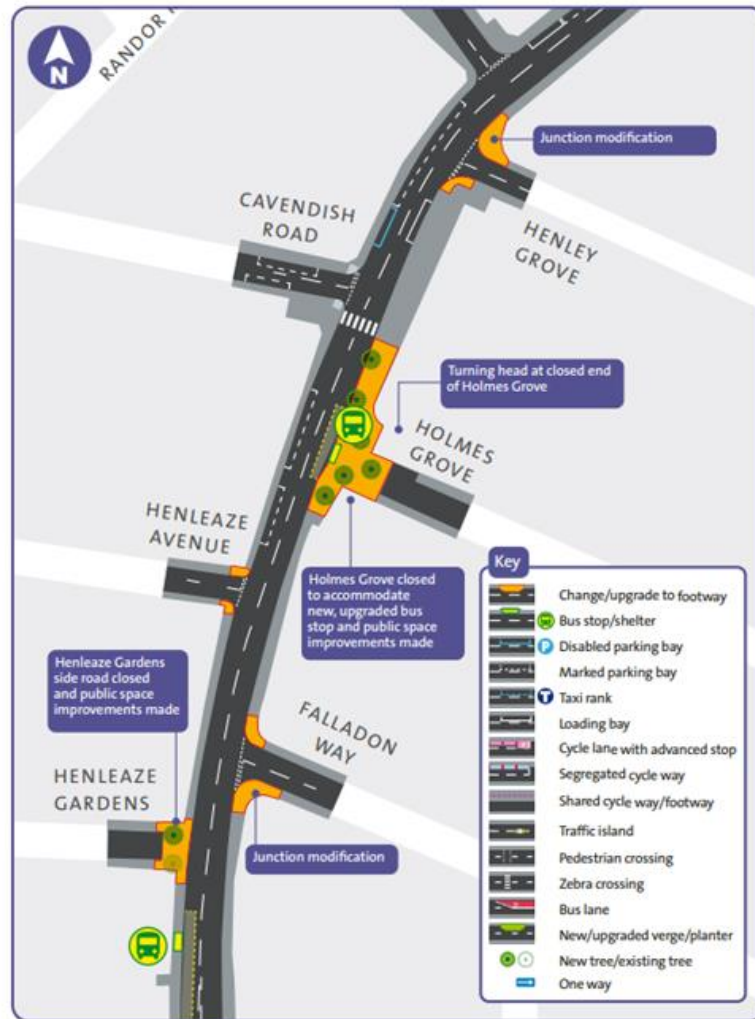 N
RANDOR
Junction modification
CAVENDISH
ROAD
HENLEY
GROVE
Turning head at closed end
of Holmes Grove
HOLMES
GROVE
HENLEAZE
AVENUE
Holmes Grove closed
to accommodate
new, upgraded bus
stop and public space
improvements made
Henleaze Gardens
side road closed
and public space
improvements made
FALLADON
WAY
HENLEAZE
GARDENS
Junction modification
Key
Change/upgrade to footway
Bus stop/shelter
P Disabled parking bay
Marked parking bay
T Taxi rank
Loading bay
Cycle lane with advanced stop
Segregated cycle way
Shared cycle way/footway
Traffic island
Pedestrian crossing
Zebra crossing
Bus lane
New/upgraded verge/planter
New tree/existing tree
One way